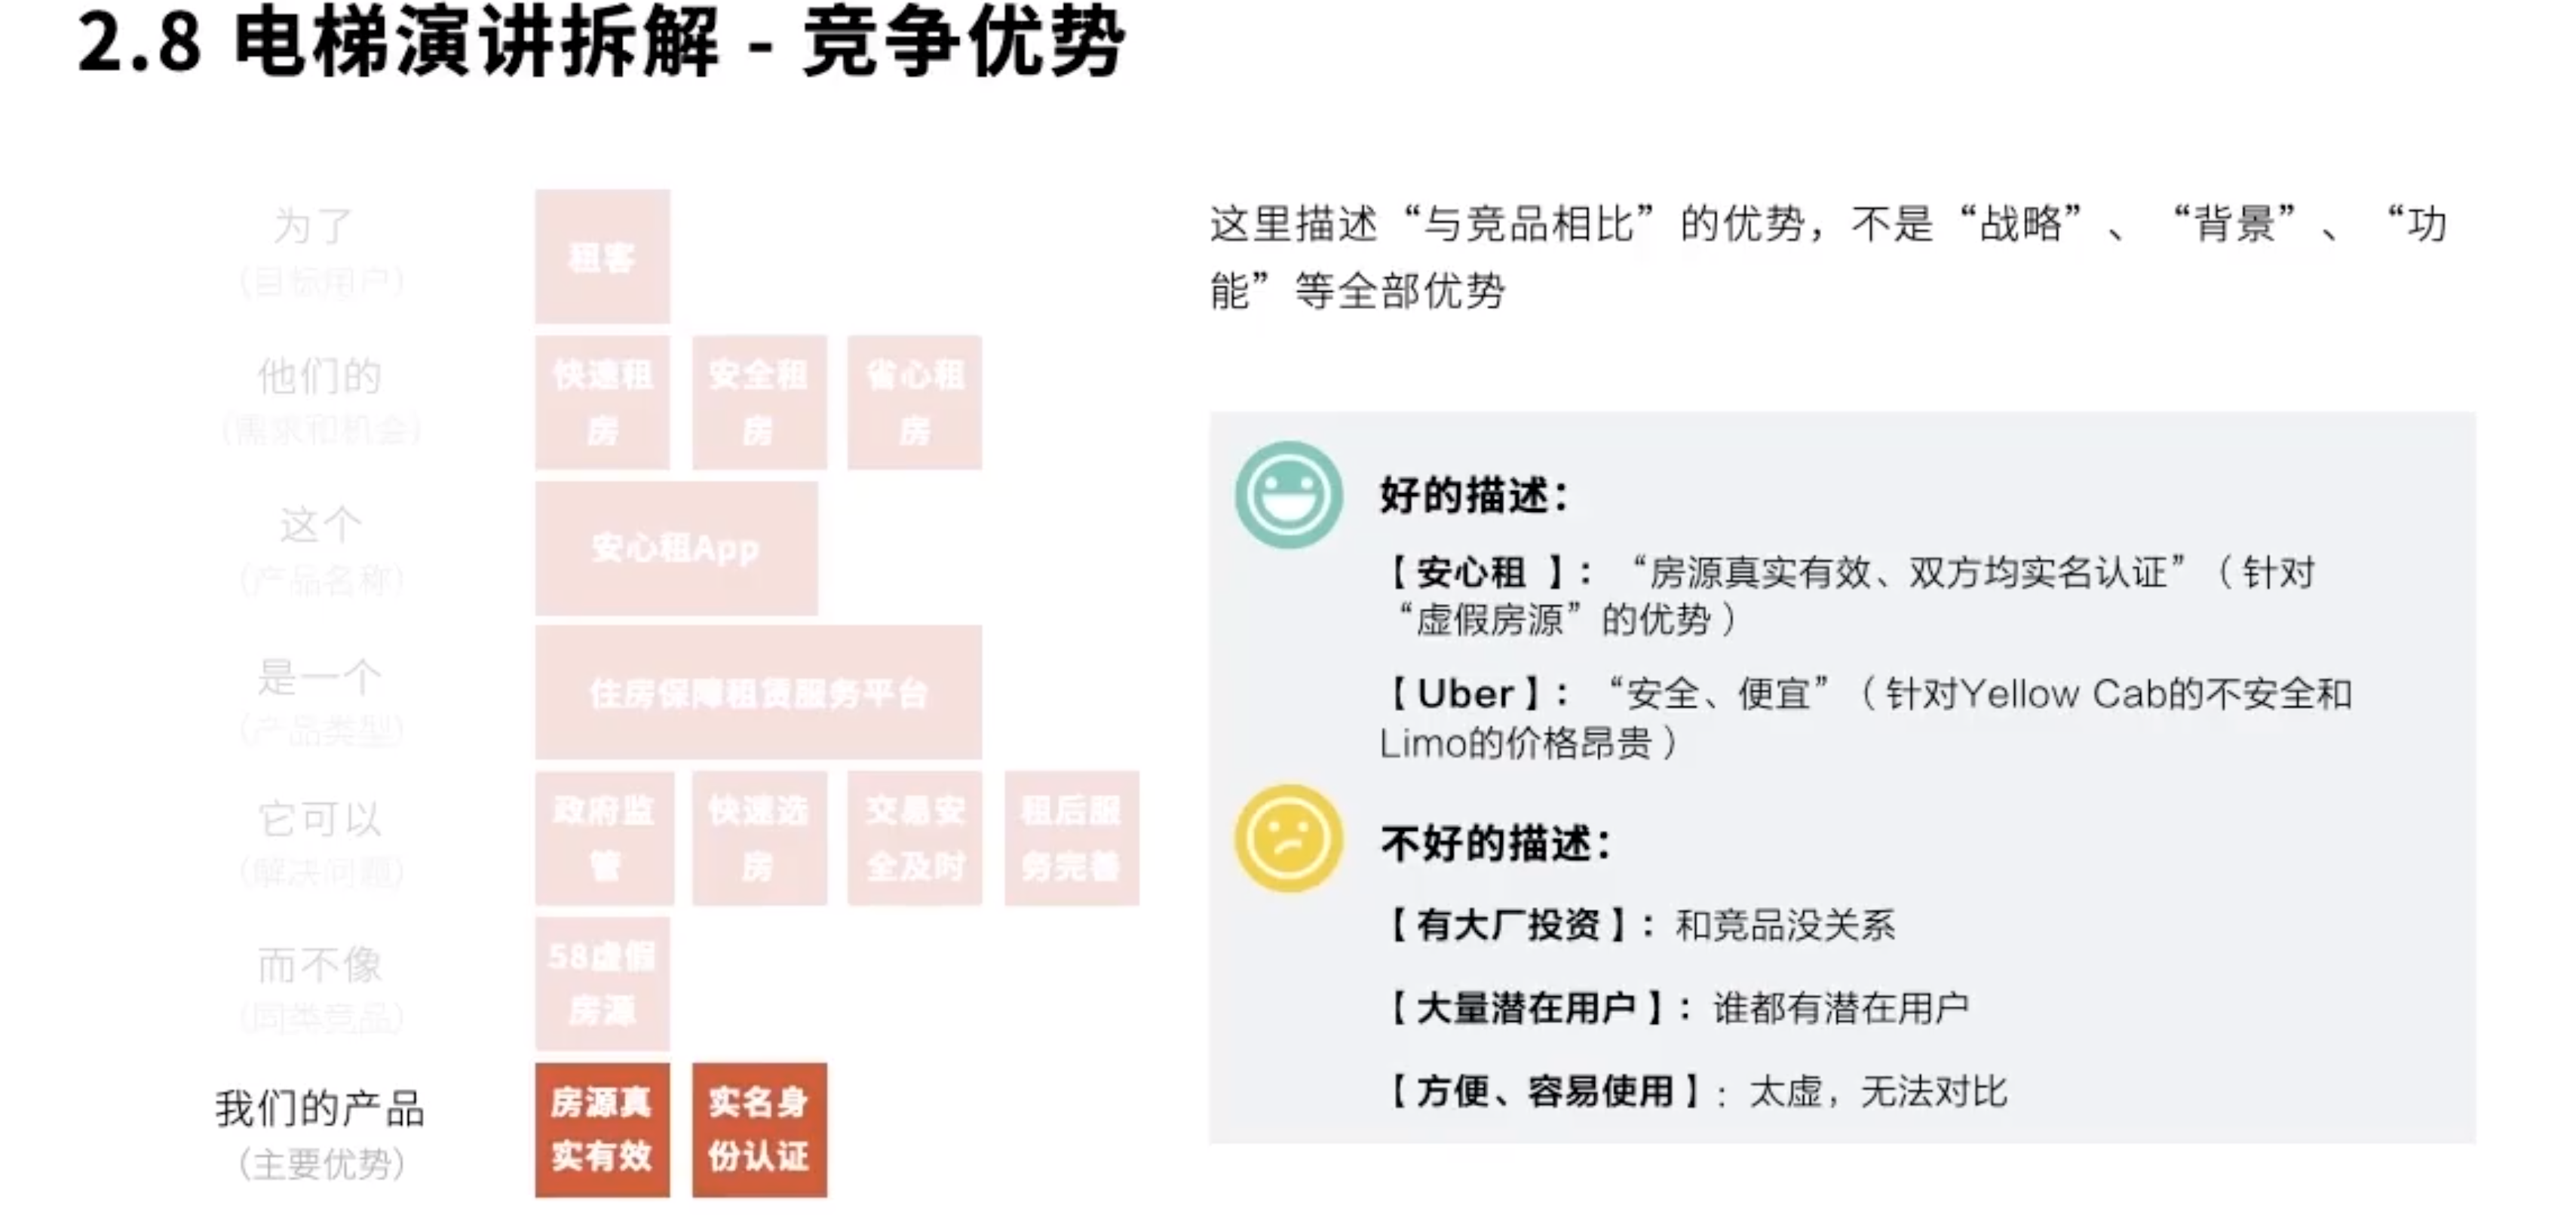 2.8 电梯演讲拆解 - 竞争优势
为了
（目标用户）
租客
他们的
（需求和机会）
快速租
房
安全租
房
省心租
房
这个
（产品名称）
安心租App
是一个
（产品类型）
住房保障租赁服务平台
它可以
（解决问题）
政府监
管
快速选
房
交易安
全及时
租后服
务完善
而不像
（同类竞品）
58虚假
房源
我们的产品
（主要优势）
房源真
实有效
实名身
份认证
这里描述“与竞品相比”的优势，不是“战略”、“背景”、“功
能”等全部优势
好的描述：
【安心租 】：“房源真实有效、双方均实名认证”（针对
“虚假房源”的优势）
【Uber】：“安全、便宜”（针对Yellow Cab的不安全和
Limo的价格昂贵）
不好的描述：
【有大厂投资】：和竞品没关系
【大量潜在用户】：谁都有潜在用户
【方便、容易使用】：太虚，无法对比